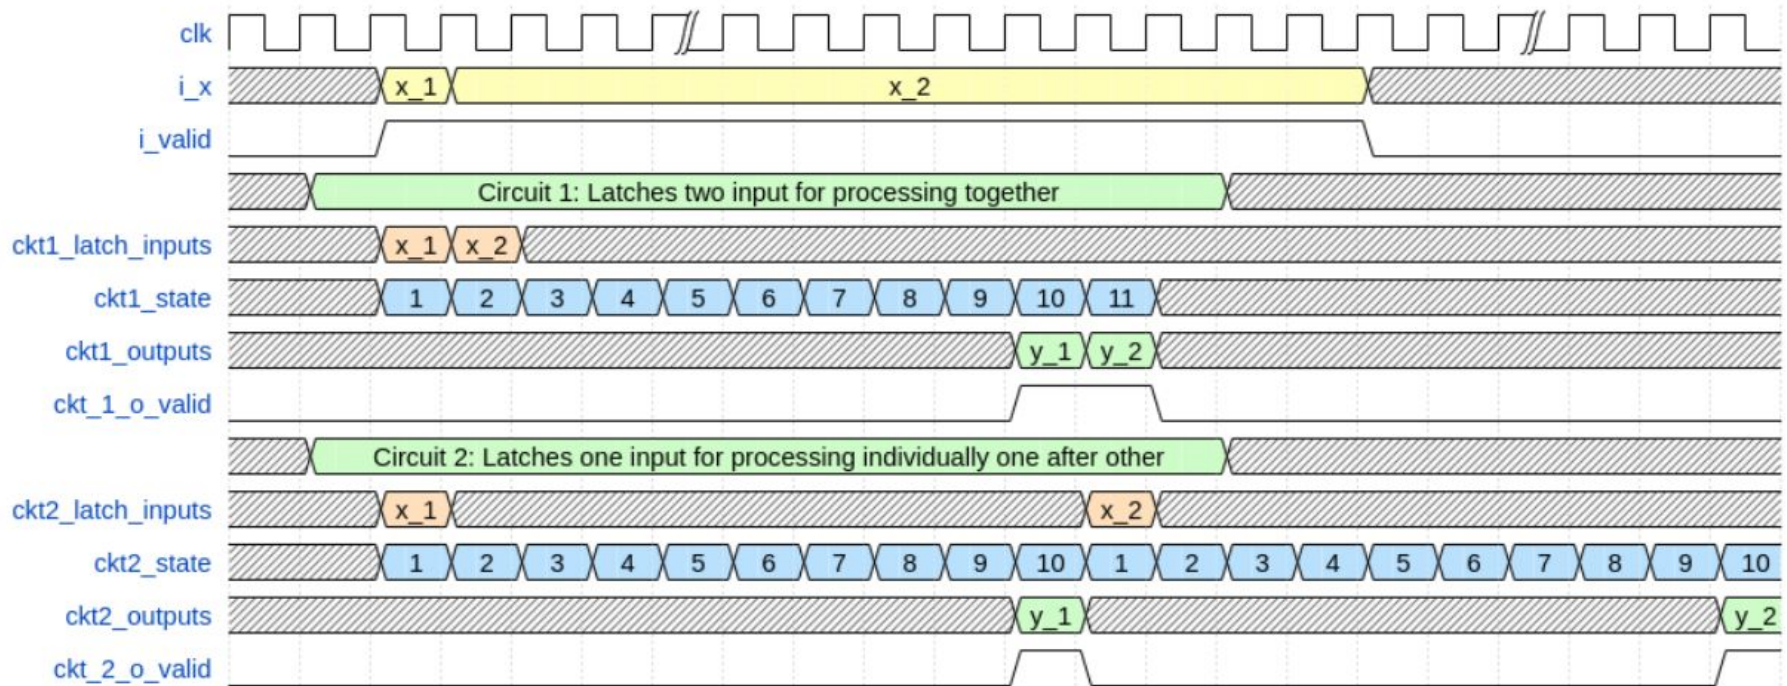 clk
i_x x_1 x_2
i_valid
Circuit 1: Latches two input for processing together
ckt1_latch_inputs x_1 x_2
ckt1_state 1 2 3 4 5 6 7 8 9 10 11
ckt1_outputs y_1 y_2
ckt_1_o_valid
Circuit 2: Latches one input for processing individually one after other
ckt2_latch_inputs x_1 x_2
ckt2_state 1 2 3 4 5 6 7 8 9 10 1 2 3 4 5 6 7 8 9 10
ckt2_outputs y_1 y_2
ckt_2_o_valid